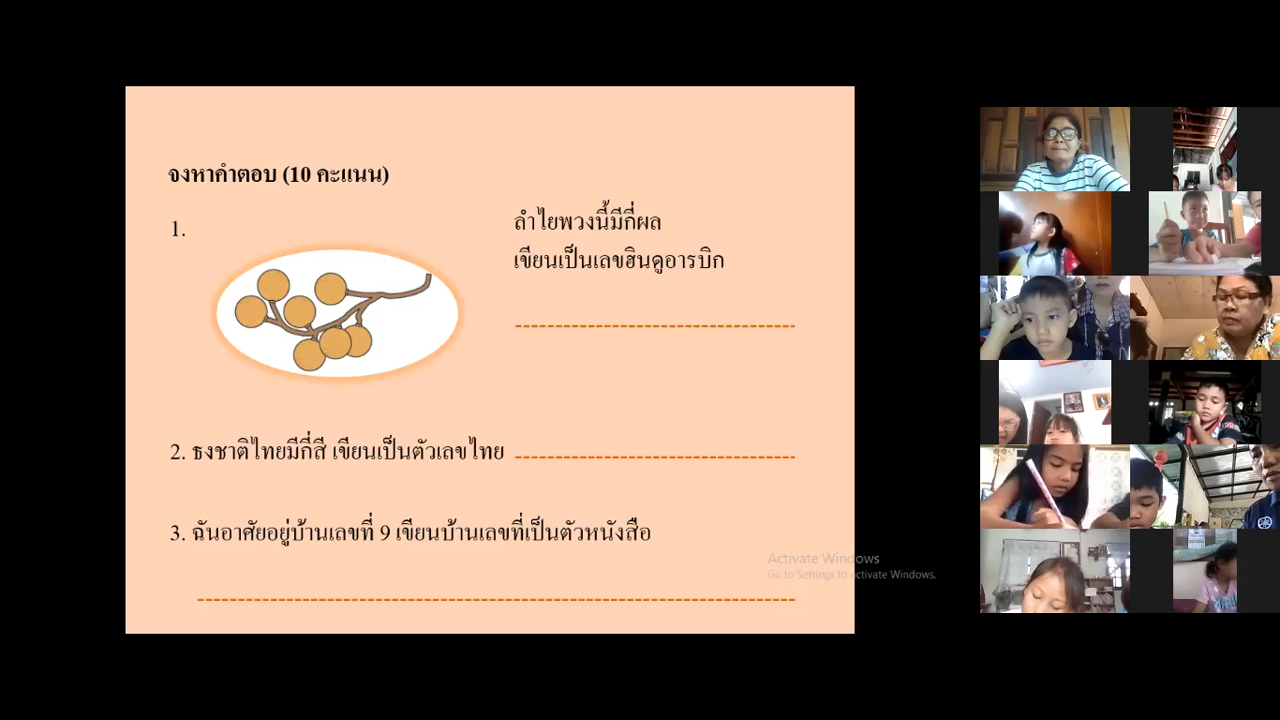 จงหาคำตอบ (10 คะแนน)
1.
ลำไยพวงนี้มีกี่ผล
เขียนเป็นเลขฮินดูอารบิก
2. ธงชาติไทยมีกี่สี เขียนเป็นตัวเลขไทย
3. ฉันอาศัยอยู่บ้านเลขที่ 9 เขียนบ้านเลขที่เป็นตัวหนังสือ
Activate Windows
Go to Settings to activate Windows.